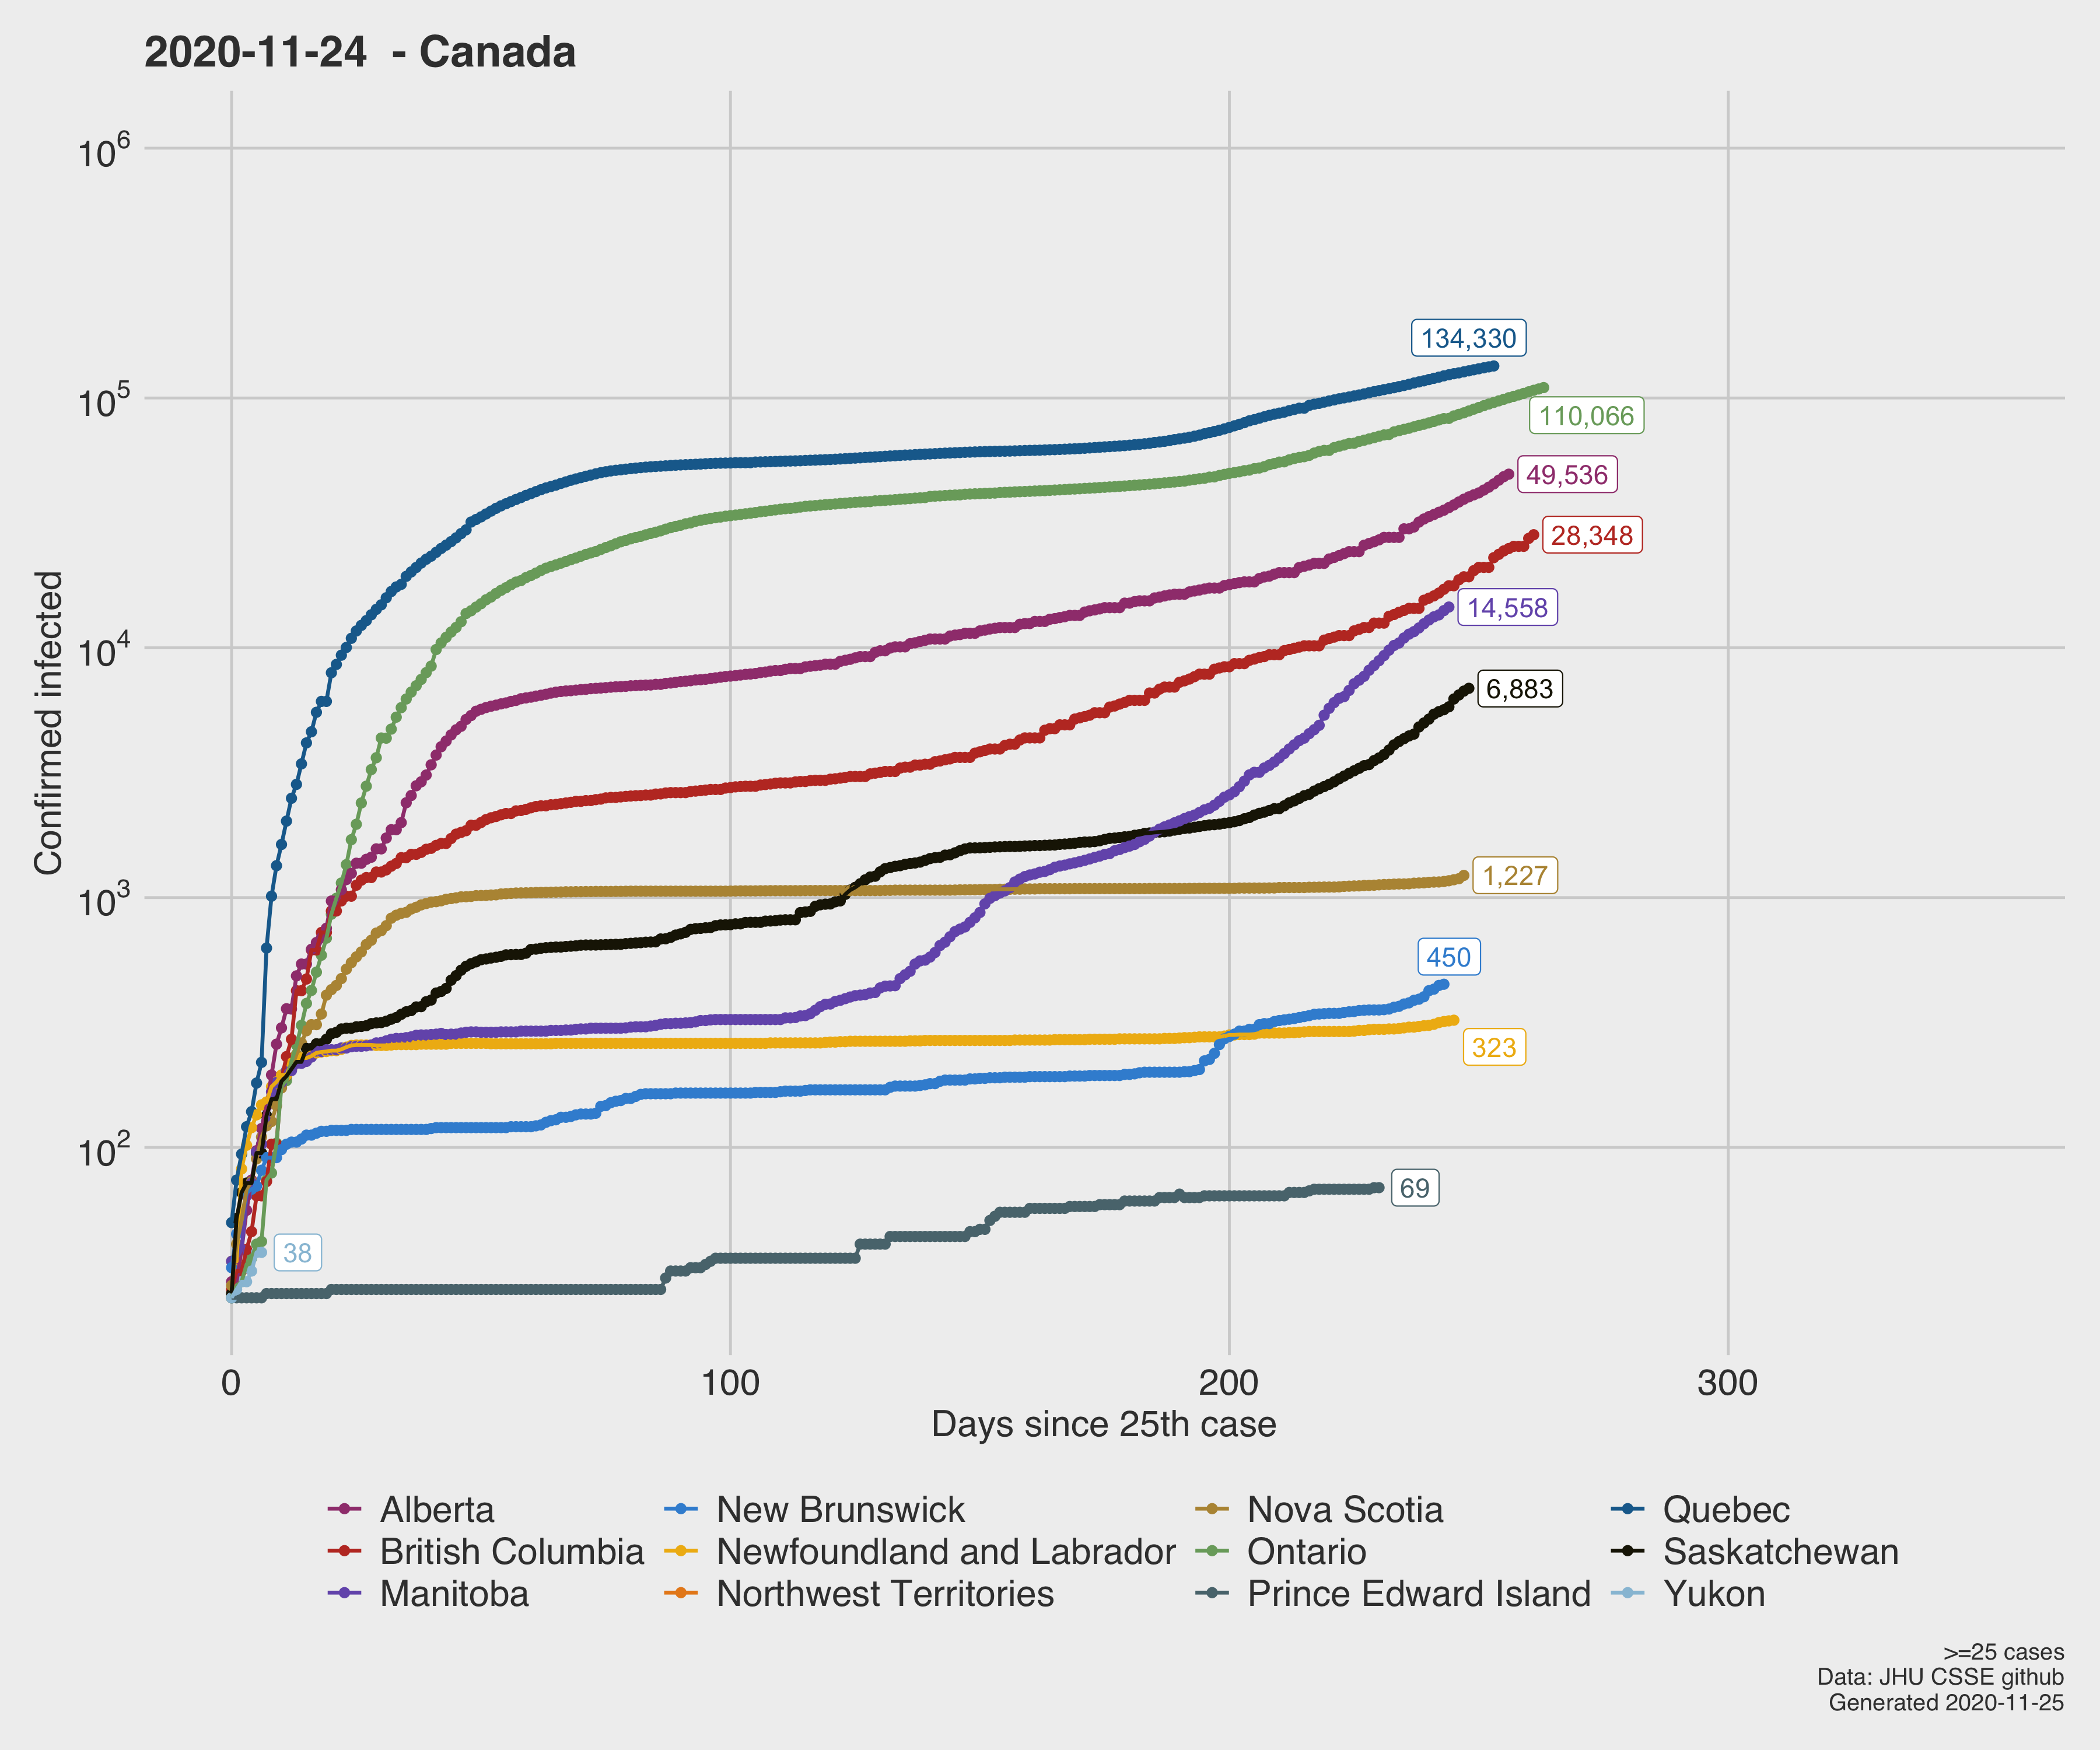 2020-11-24 - Canada
10^6
10^5
10^4
10^3
10^2
Confirmed infected
134,330
110,066
49,536
28,348
14,558
6,883
1,227
450
323
69
38
0 100 200 300
Days since 25th case
Alberta New Brunswick Nova Scotia Quebec
British Columbia Newfoundland and Labrador Ontario Saskatchewan
Manitoba Northwest Territories Prince Edward Island Yukon
>=25 cases
Data: JHU CSSE github
Generated 2020-11-25